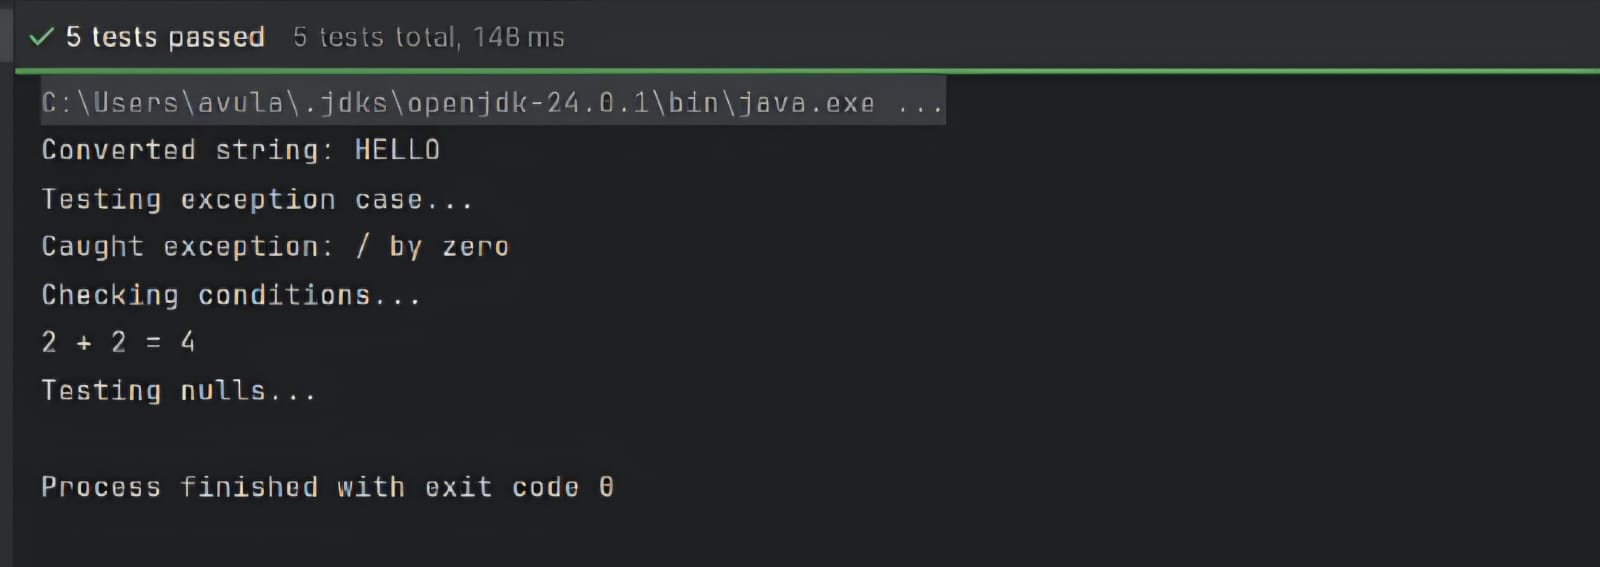 5 tests passed 5 tests total, 148 ms
C:\Users\avula\.jdks\openjdk-24.0.1\bin\java.exe ...
Converted string: HELLO
Testing exception case...
Caught exception: / by zero
Checking conditions...
2 + 2 = 4
Testing nulls...
Process finished with exit code 0